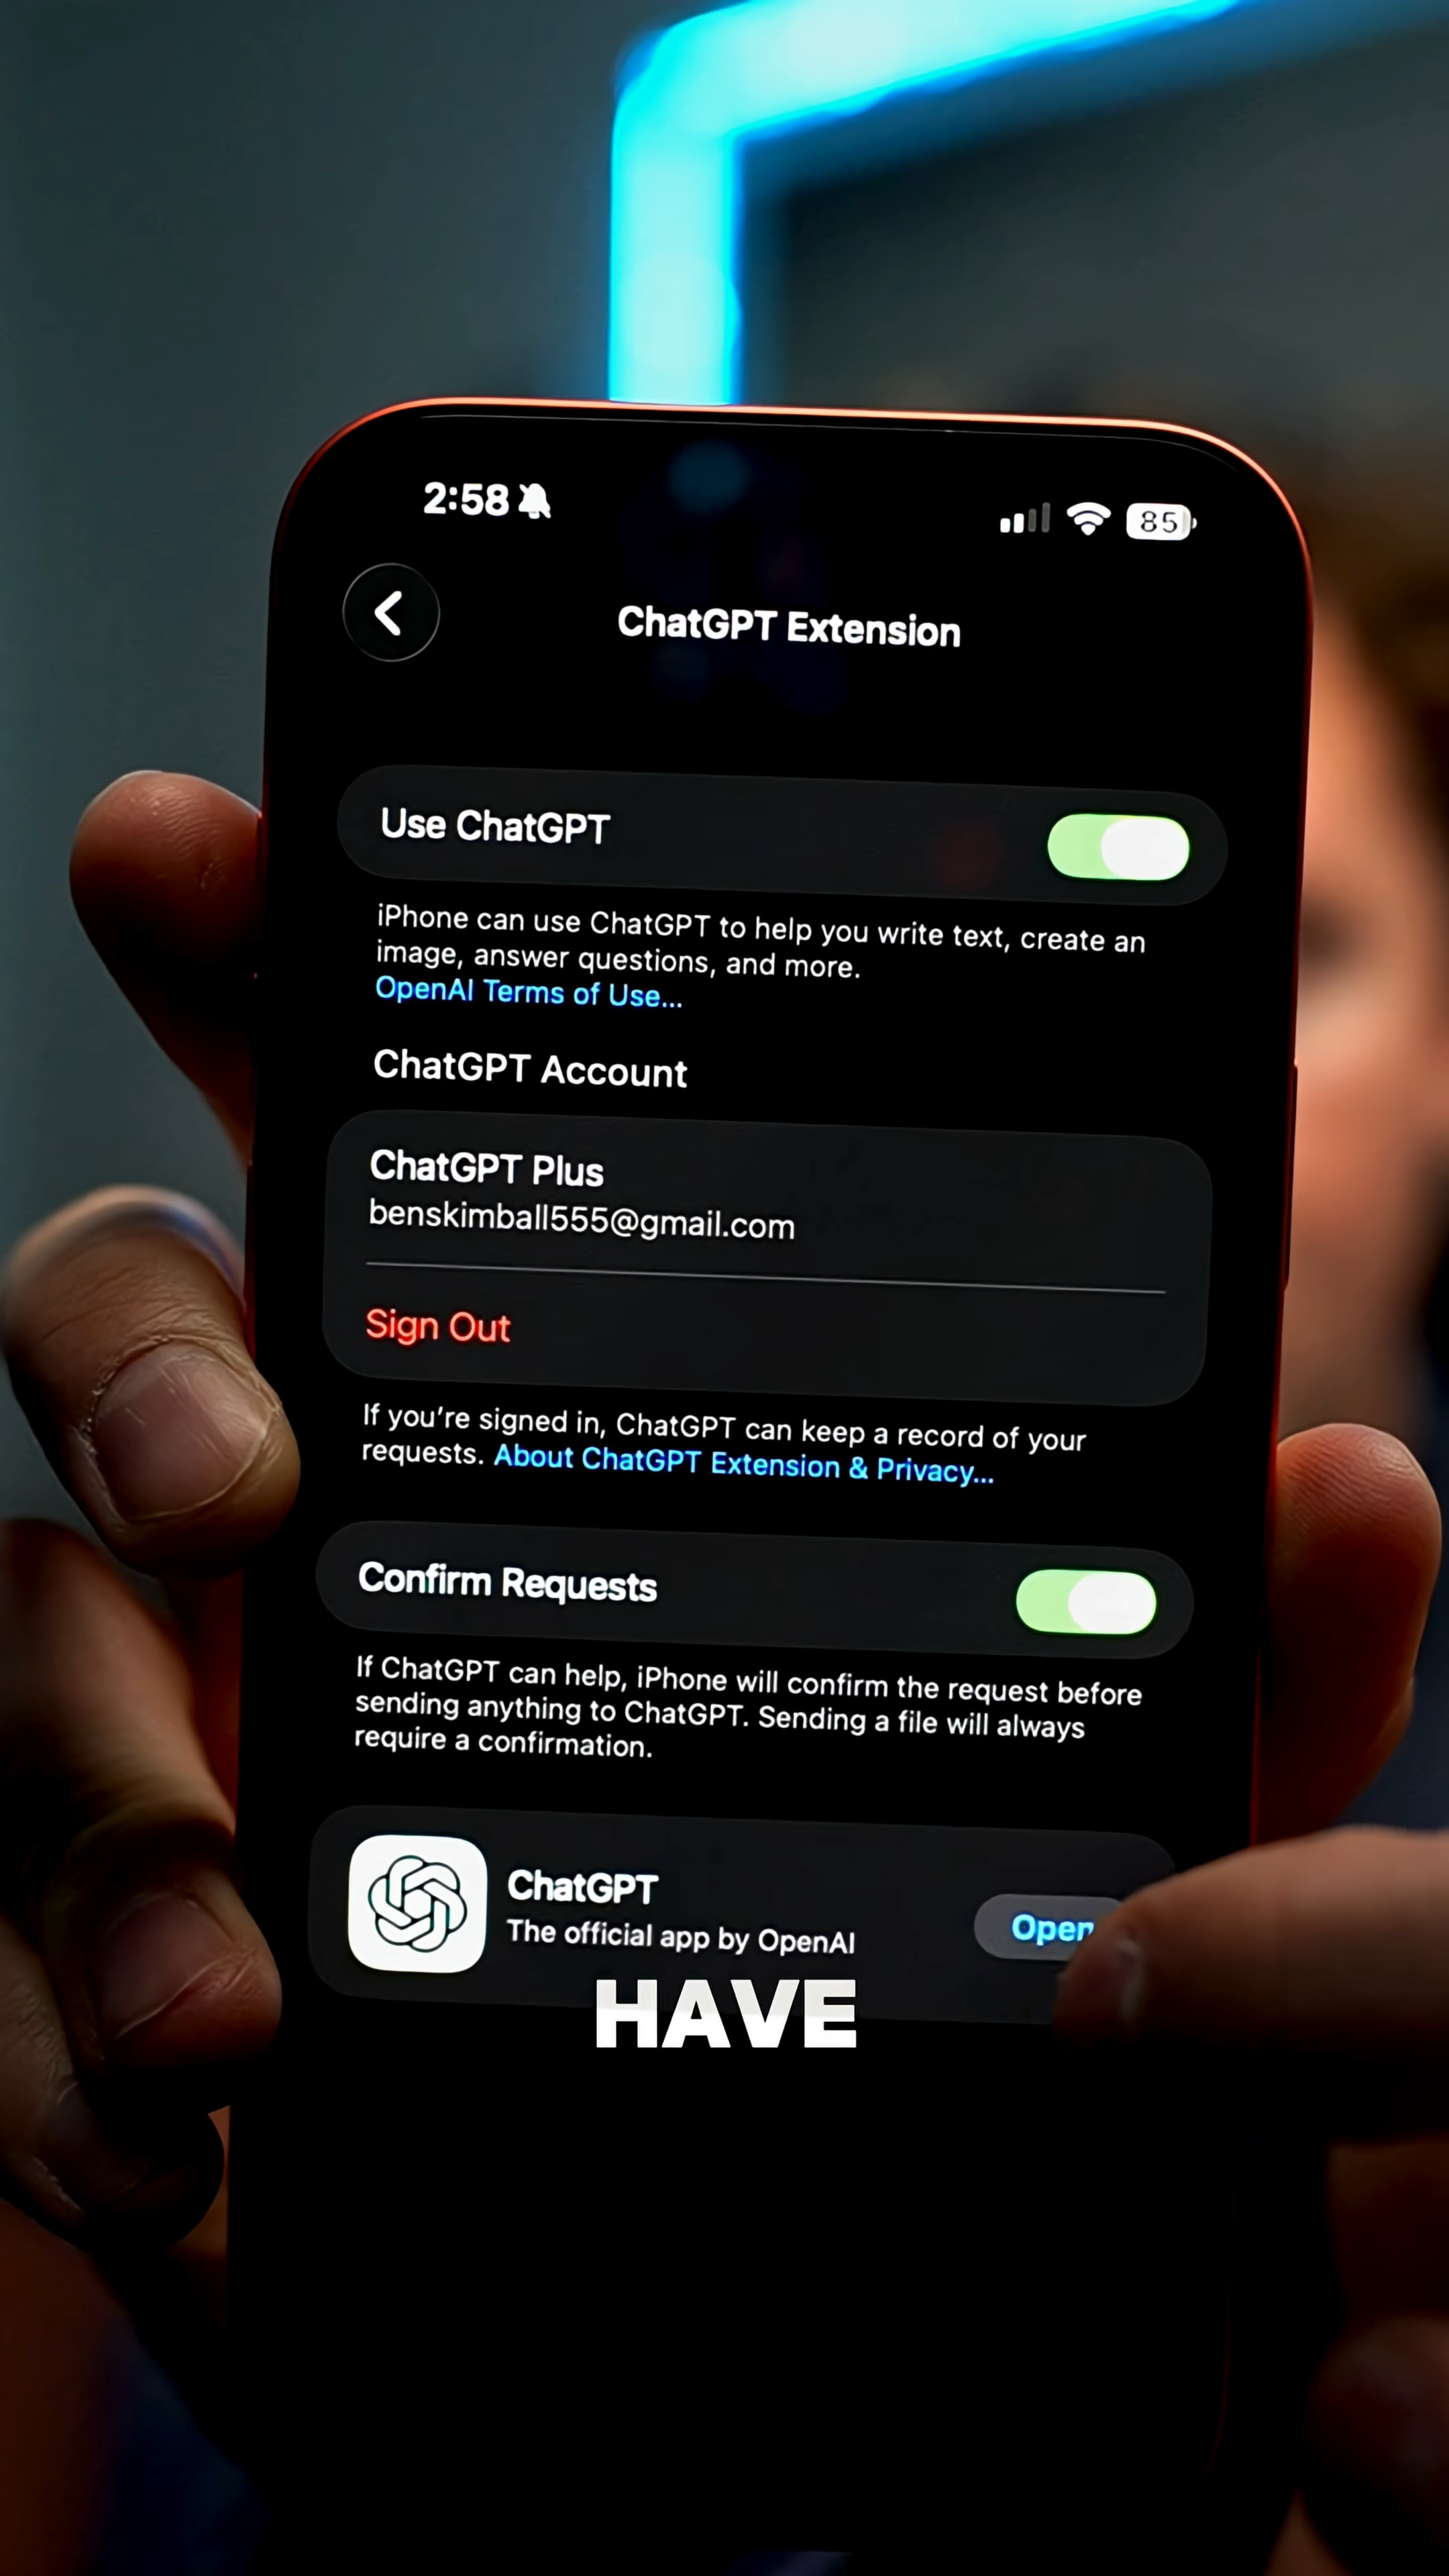 2:58
85
ChatGPT Extension
Use ChatGPT
iPhone can use ChatGPT to help you write text, create an
image, answer questions, and more.
OpenAI Terms of Use...
ChatGPT Account
ChatGPT Plus
benskimball555@gmail.com
Sign Out
If you're signed in, ChatGPT can keep a record of your
requests. About ChatGPT Extension & Privacy...
Confirm Requests
If ChatGPT can help, iPhone will confirm the request before
sending anything to ChatGPT. Sending a file will always
require a confirmation.
ChatGPT
The official app by OpenAI
Open
HAVE